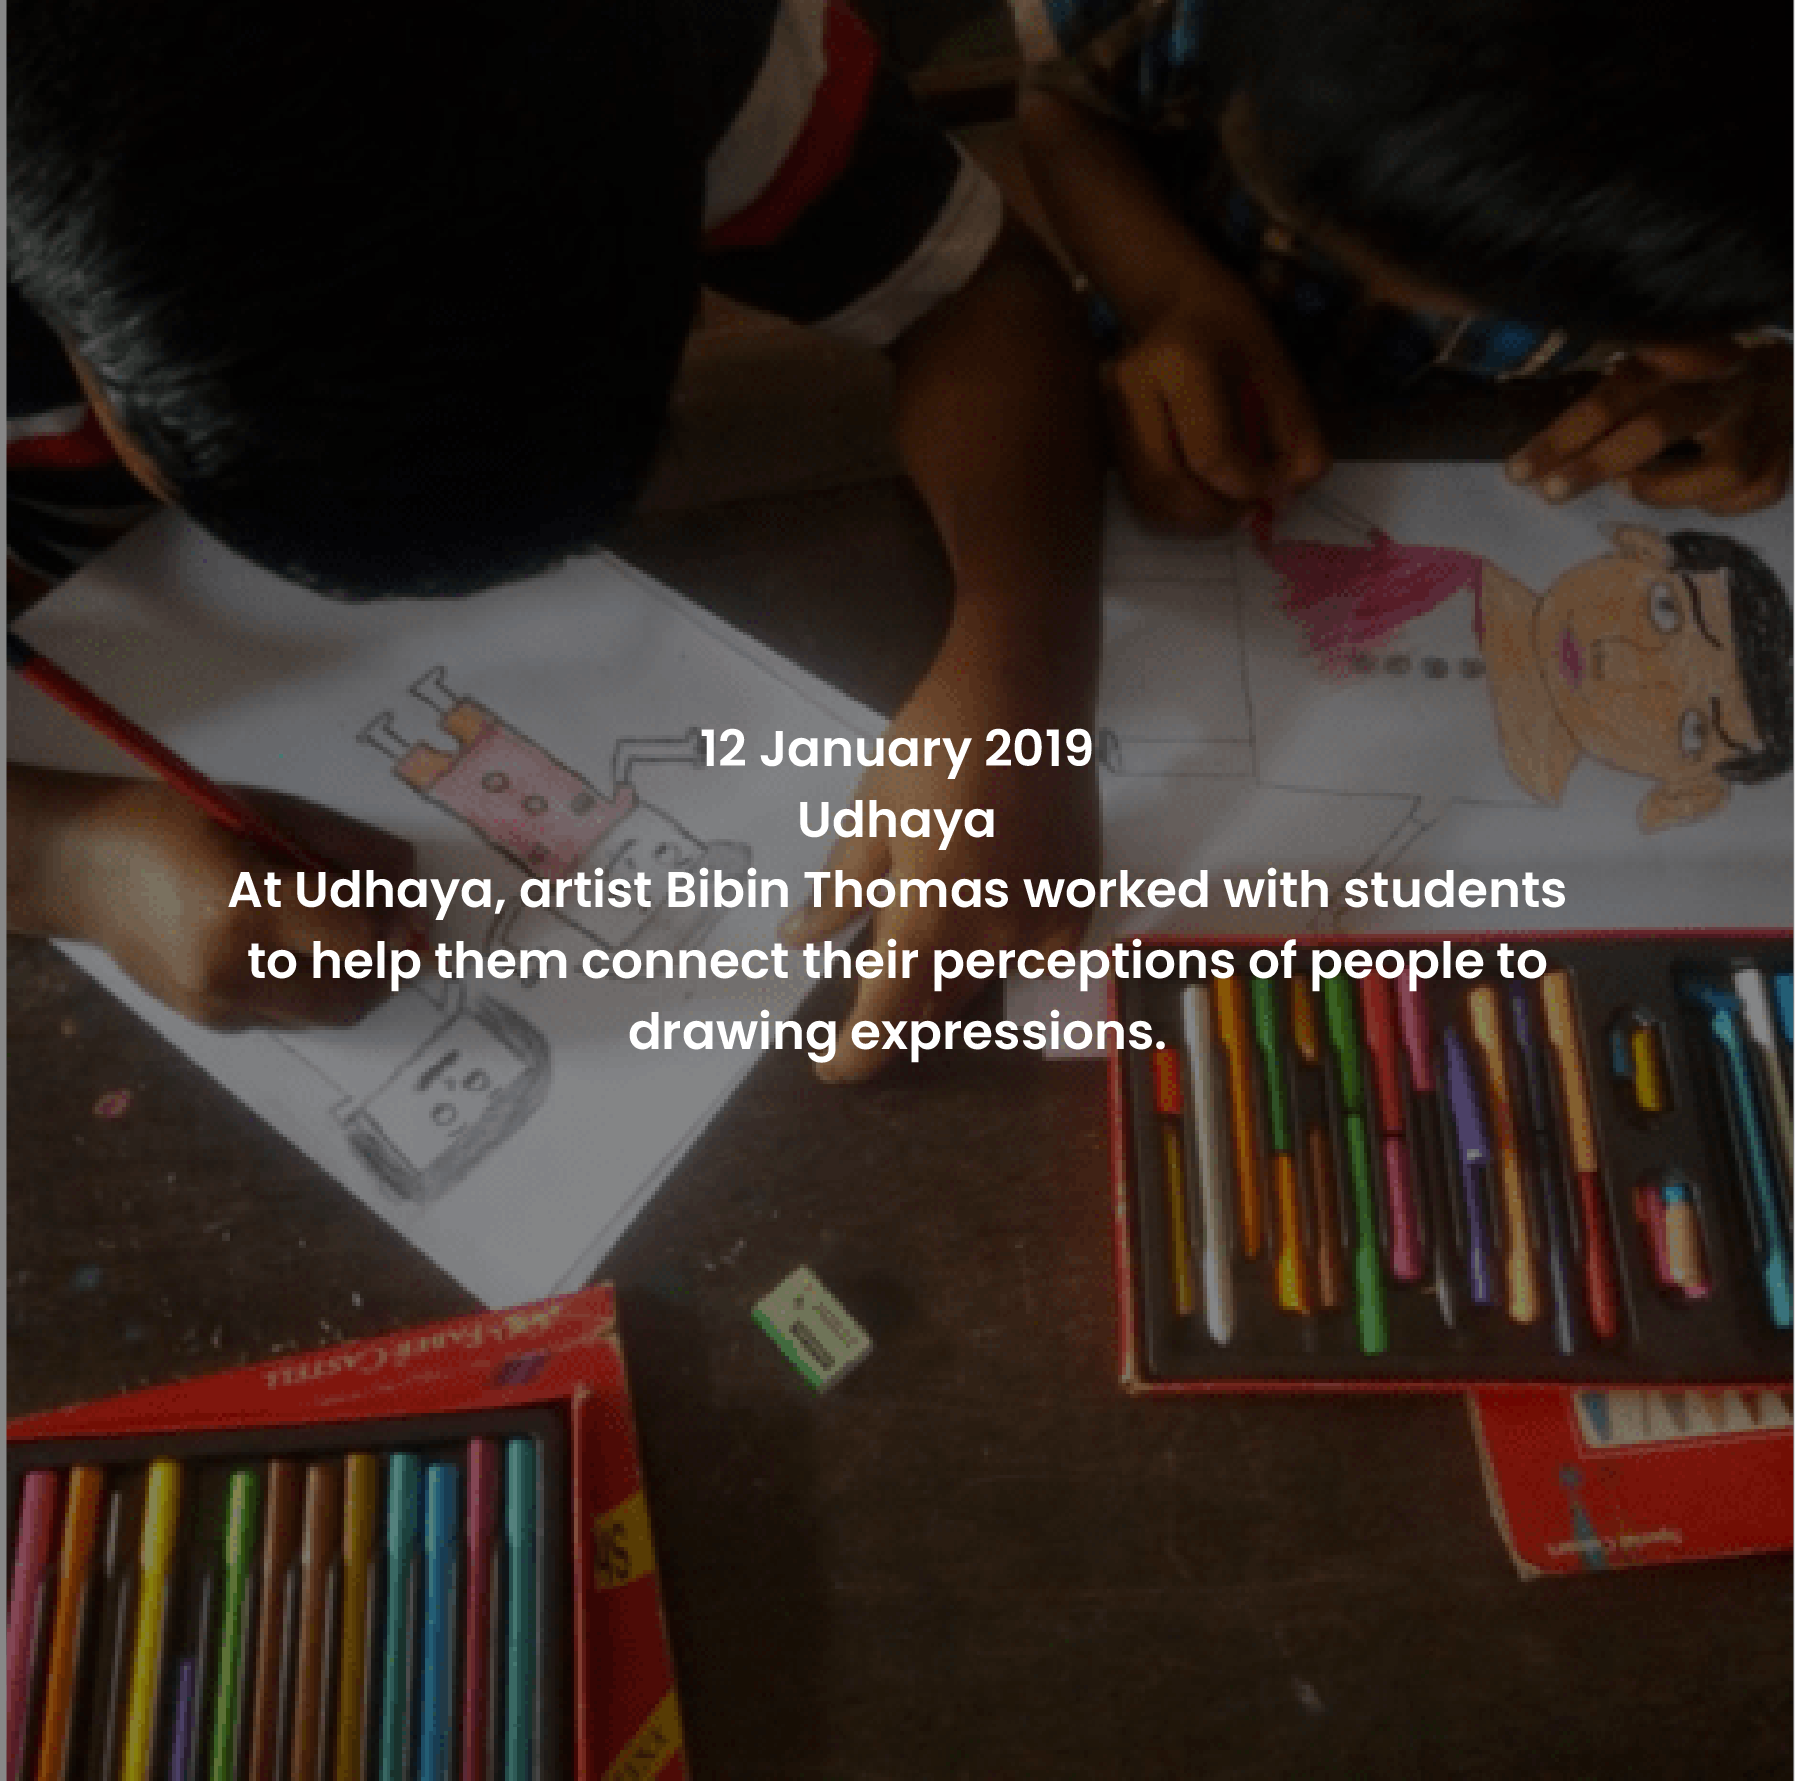 12 January 2019
Udhaya
At Udhaya, artist Bibin Thomas worked with students
to help them connect their perceptions of people to
drawing expressions.
FABER CASTELL